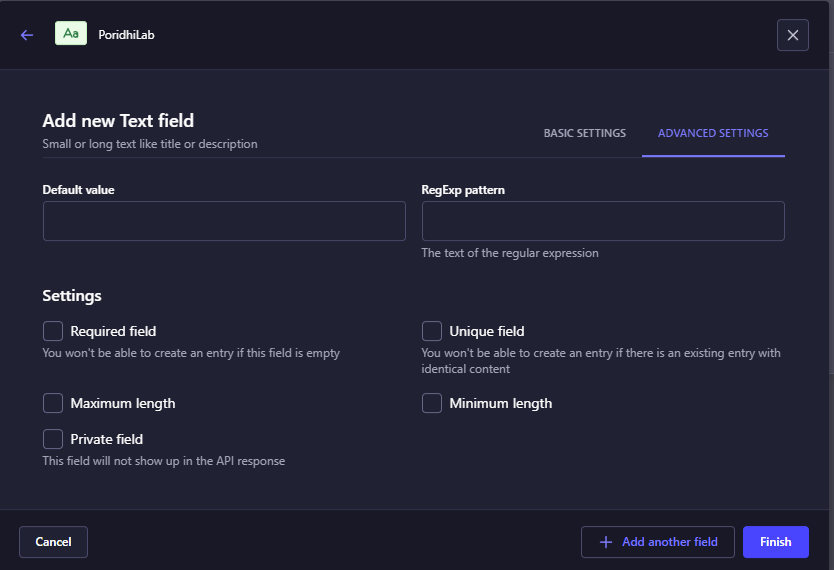 Aa PoridhiLab
Add new Text field
Small or long text like title or description
BASIC SETTINGS
ADVANCED SETTINGS
Default value
RegExp pattern
The text of the regular expression
Settings
Required field
You won't be able to create an entry if this field is empty
Unique field
You won't be able to create an entry if there is an existing entry with
identical content
Maximum length
Minimum length
Private field
This field will not show up in the API response
Cancel
Add another field
Finish